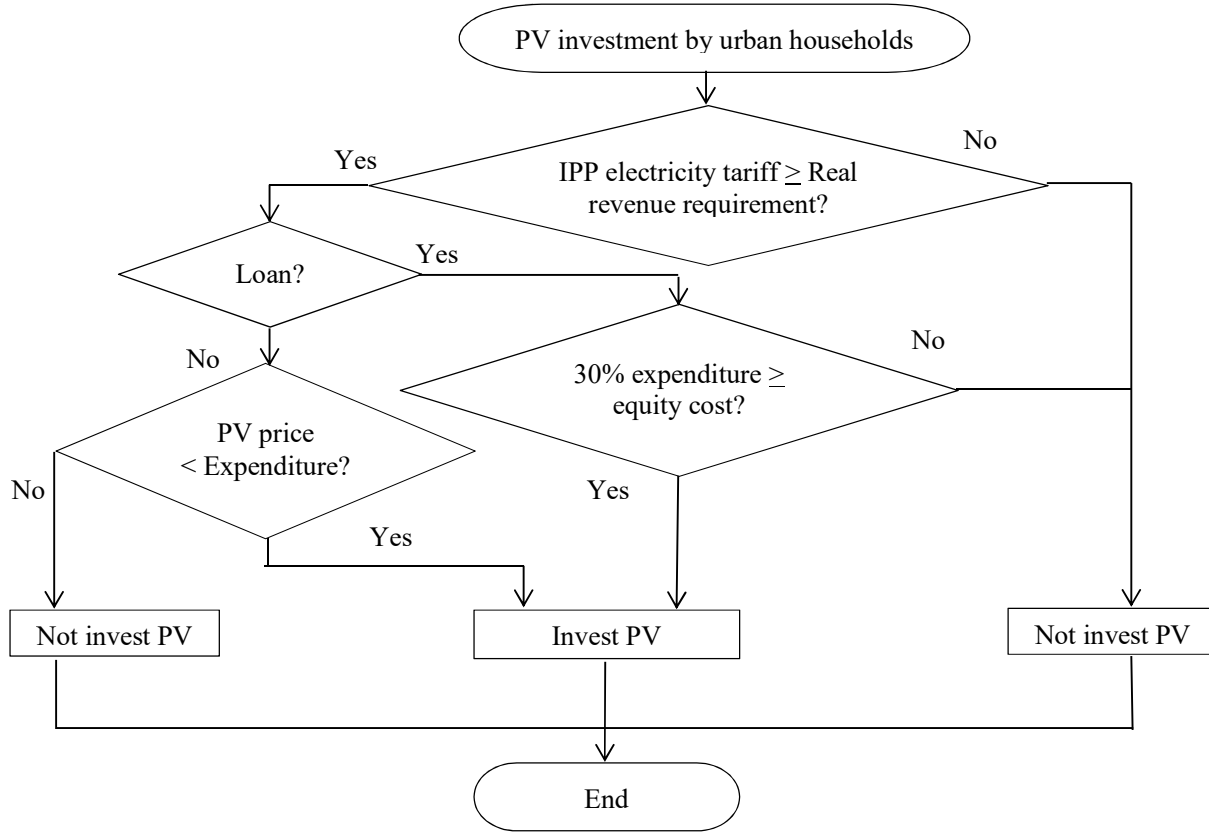 PV investment by urban households
No
Yes
IPP electricity tariff ≥ Real
revenue requirement?
Loan?
Yes
No
No
30% expenditure ≥
equity cost?
PV price
< Expenditure?
No
Yes
Yes
Not invest PV
Invest PV
Not invest PV
End